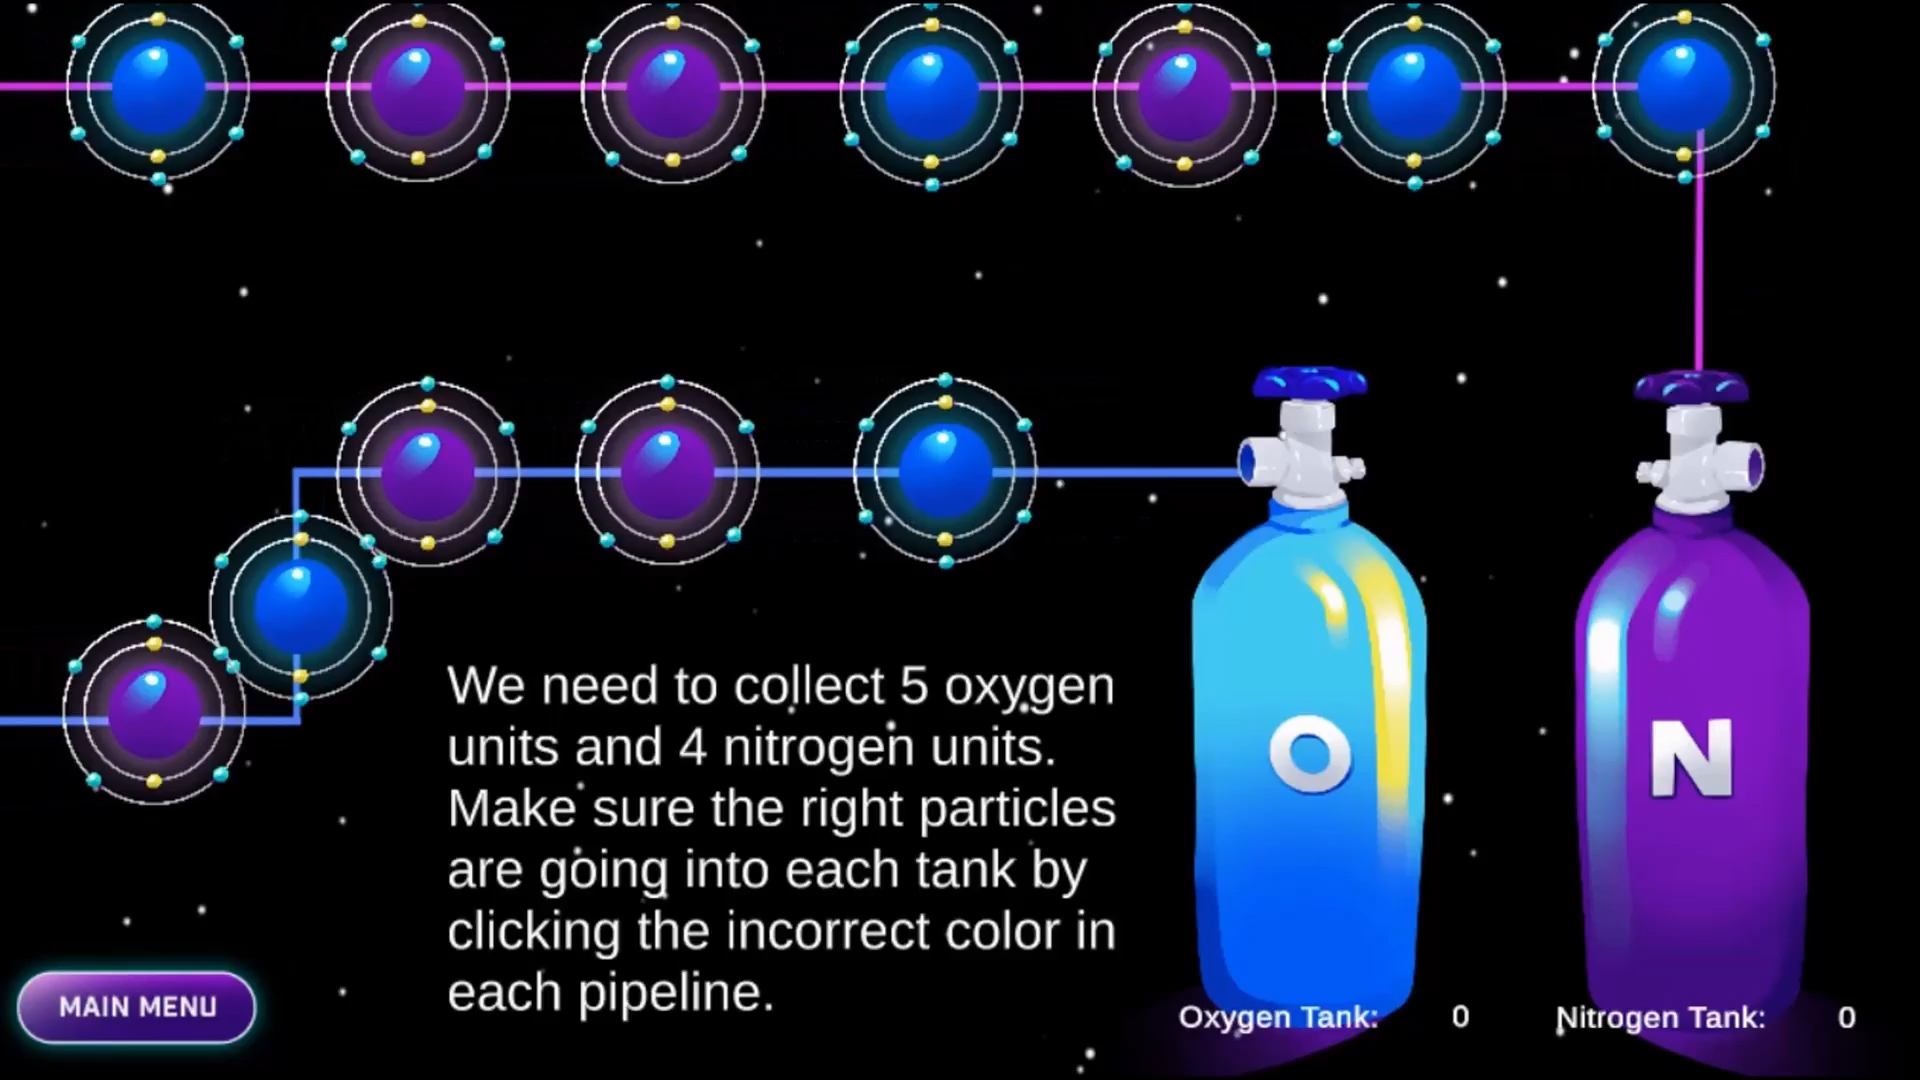 We need to collect 5 oxygen
units and 4 nitrogen units.
Make sure the right particles
are going into each tank by
clicking the incorrect color in
each pipeline.
O
N
MAIN MENU
Oxygen Tank: 0
Nitrogen Tank: 0